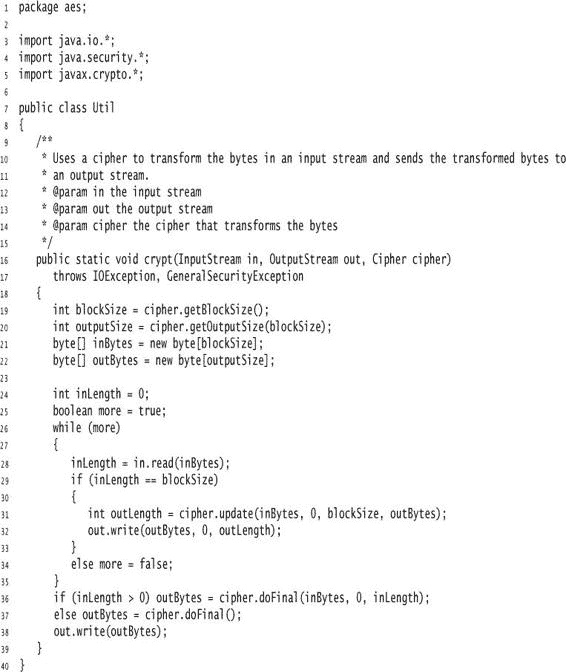 1 package aes;
2
3 import java.io.*;
4 import java.security.*;
5 import javax.crypto.*;
6
7 public class Util
8 {
9    /**
10     * Uses a cipher to transform the bytes in an input stream and sends the transformed bytes to
11     * an output stream.
12     * @param in the input stream
13     * @param out the output stream
14     * @param cipher the cipher that transforms the bytes
15     */
16    public static void crypt(InputStream in, OutputStream out, Cipher cipher)
17       throws IOException, GeneralSecurityException
18    {
19       int blockSize = cipher.getBlockSize();
20       int outputSize = cipher.getOutputSize(blockSize);
21       byte[] inBytes = new byte[blockSize];
22       byte[] outBytes = new byte[outputSize];
23
24       int inLength = 0;
25       boolean more = true;
26       while (more)
27       {
28          inLength = in.read(inBytes);
29          if (inLength == blockSize)
30          {
31             int outLength = cipher.update(inBytes, 0, blockSize, outBytes);
32             out.write(outBytes, 0, outLength);
33          }
34          else more = false;
35       }
36       if (inLength > 0) outBytes = cipher.doFinal(inBytes, 0, inLength);
37       else outBytes = cipher.doFinal();
38       out.write(outBytes);
39    }
40 }